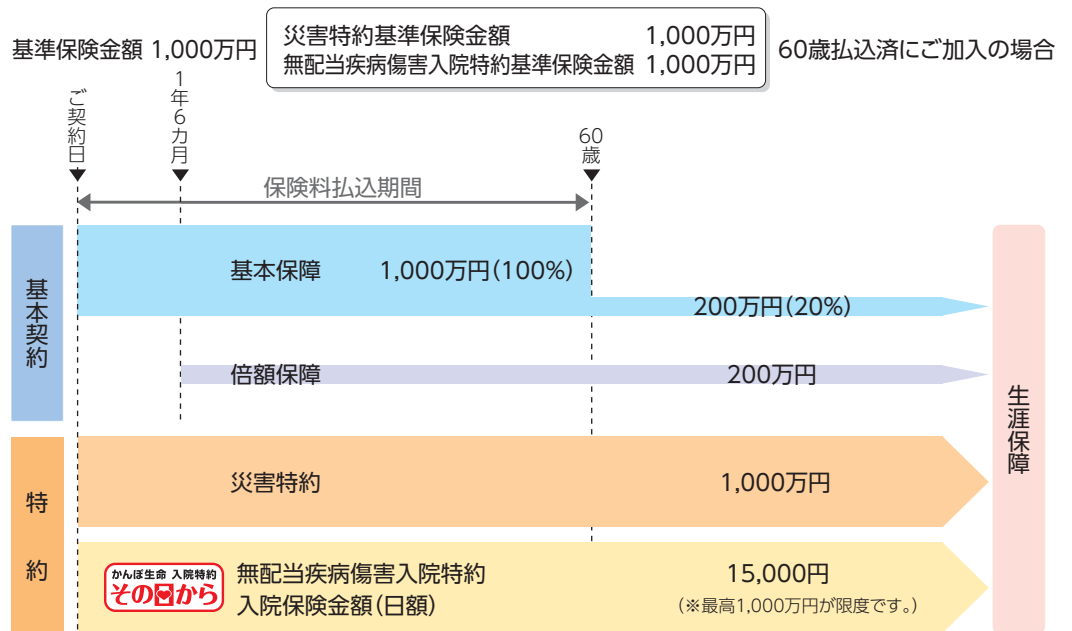 基準保険金額 1,000万円
災害特約基準保険金額 1,000万円
無配当疾病傷害入院特約基準保険金額 1,000万円
60歳払込済にご加入の場合
ご契約日
1年6カ月
60歳
保険料払込期間
基本契約
基本保障 1,000万円(100%)
200万円(20%)
倍額保障 200万円
生涯保障
特約
災害特約 1,000万円
かんぽ生命 入院特約
その日から
無配当疾病傷害入院特約
入院保険金額(日額)
15,000円
(※最高1,000万円が限度です。)